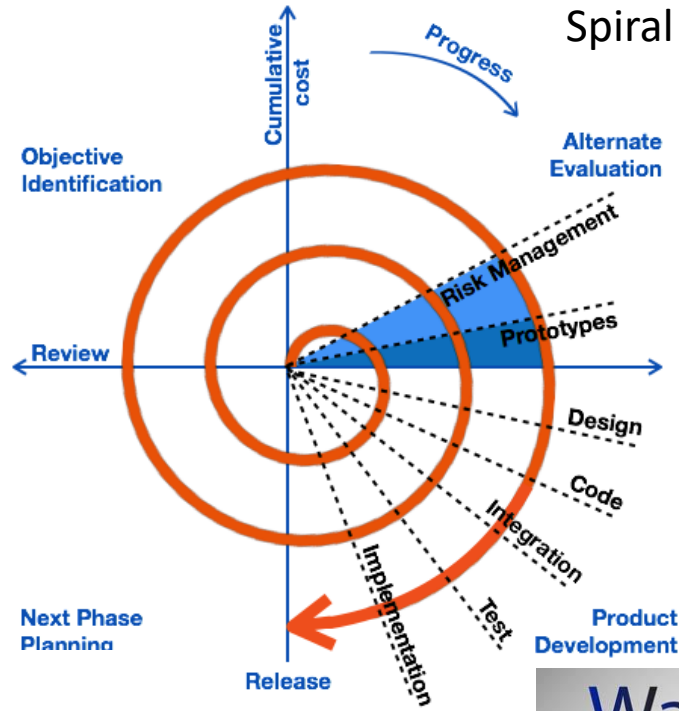 Spiral
Cumulative
cost
Progress
Objective
Identification
Alternate
Evaluation
Risk Management
Prototypes
Review
Design
Code
Integration
Test
Implementation
Next Phase
Planning
Product
Development
Release
Wa